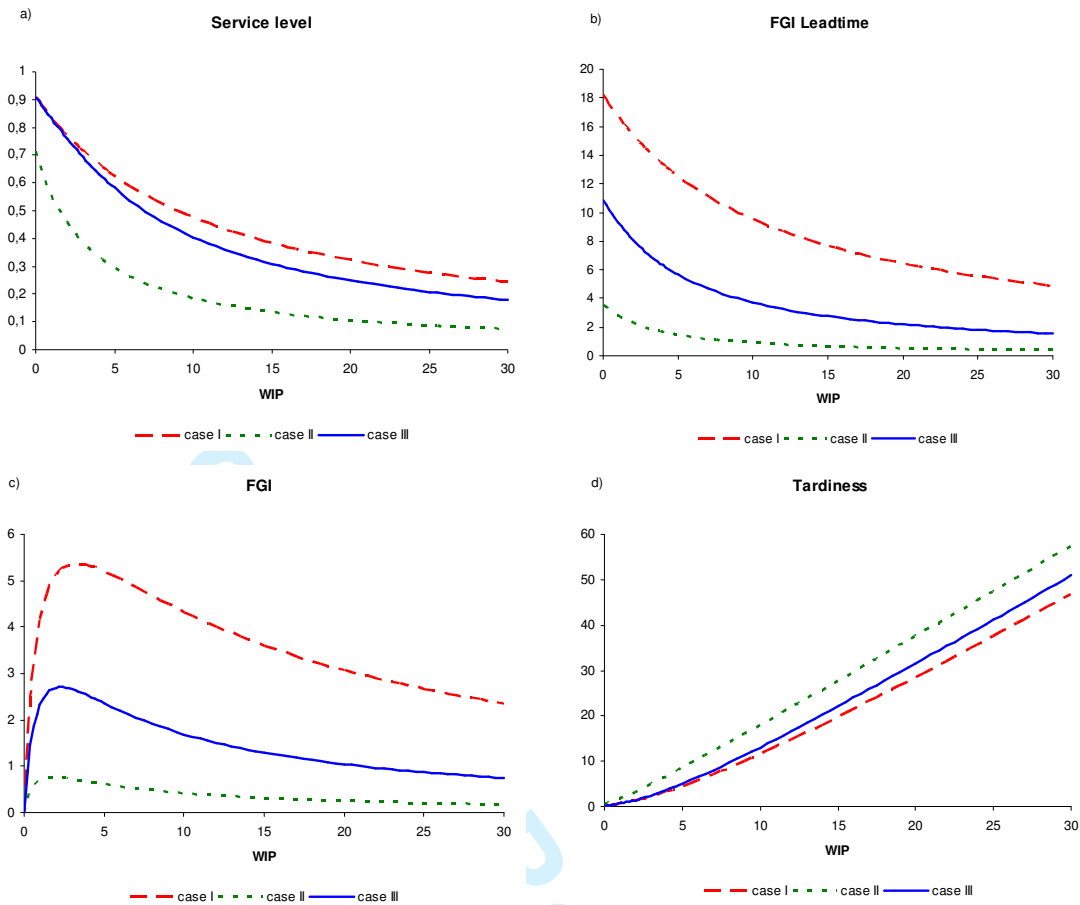 a)
Service level
1
0,9
0,8
0,7
0,6
0,5
0,4
0,3
0,2
0,1
0
0 5 10 15 20 25 30
WIP
case I case II case III
b)
FGI Leadtime
20
18
16
14
12
10
8
6
4
2
0
0 5 10 15 20 25 30
WIP
case I case II case III
c)
FGI
6
5
4
3
2
1
0
0 5 10 15 20 25 30
WIP
case I case II case III
d)
Tardiness
60
50
40
30
20
10
0
0 5 10 15 20 25 30
WIP
case I case II case III